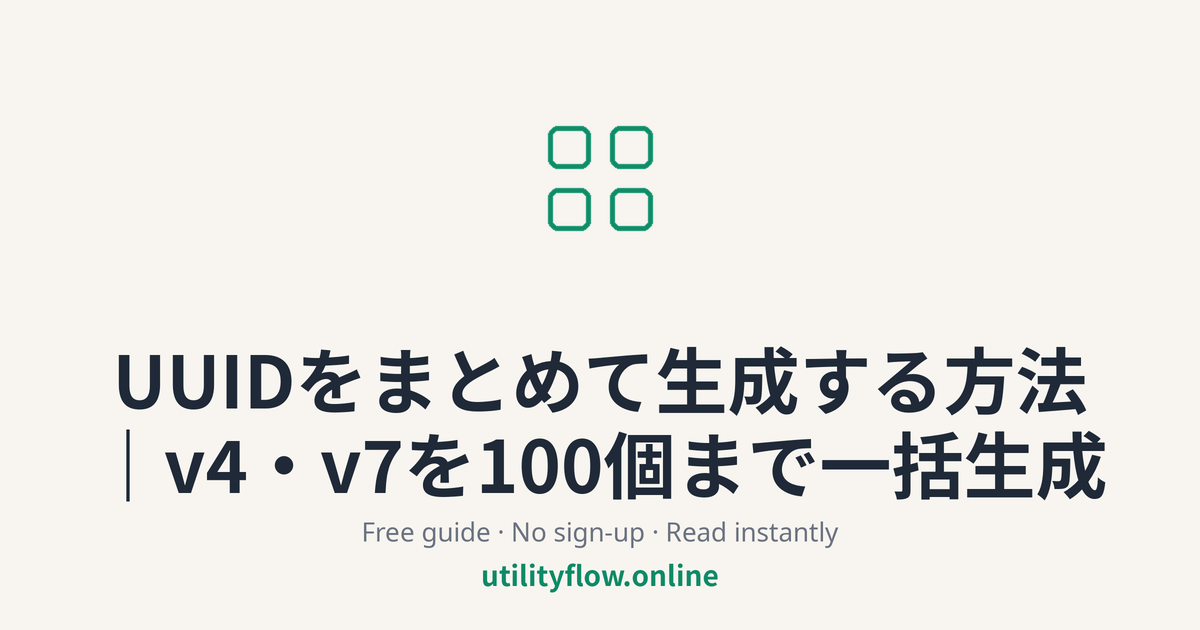 UUIDをまとめて生成する方法
｜v4・v7を100個まで一括生成
Free guide · No sign-up · Read instantly
utilityflow.online